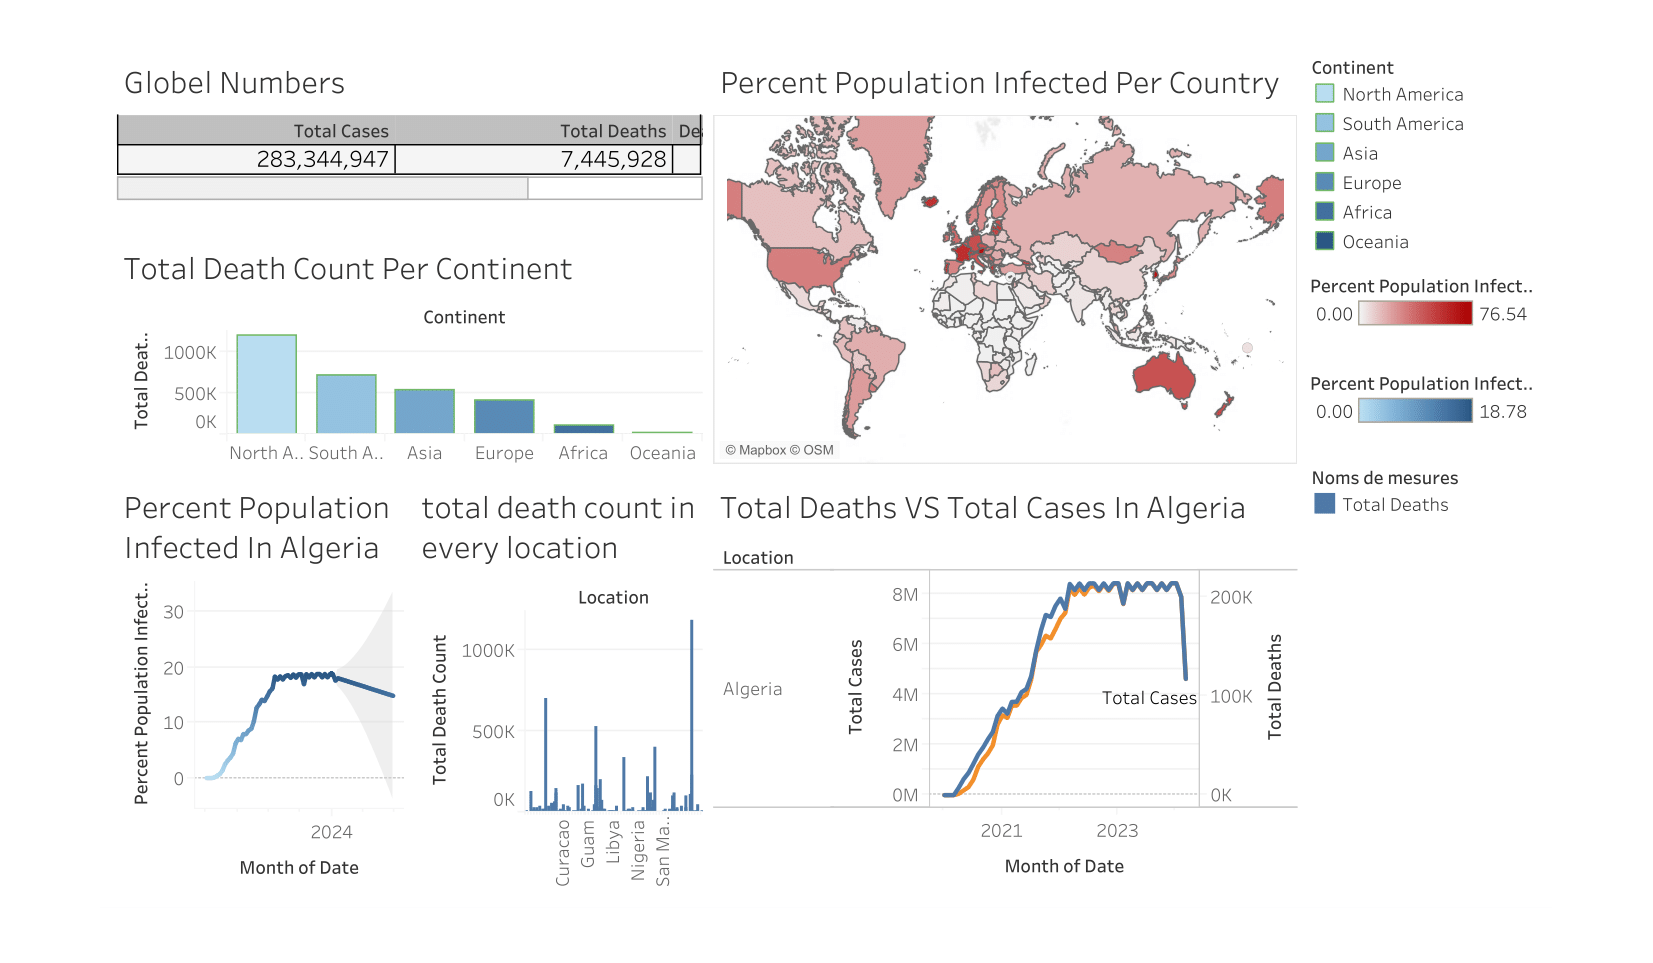 Globel Numbers
Total Cases Total Deaths De
283,344,947 7,445,928
Total Death Count Per Continent
Continent
Total Deat..
1000K
500K
0K
North A.. South A.. Asia Europe Africa Oceania
Percent Population Infected Per Country
© Mapbox © OSM
Continent
North America
South America
Asia
Europe
Africa
Oceania
Percent Population Infect..
0.00 76.54
Percent Population Infect..
0.00 18.78
Noms de mesures
Total Deaths
Percent Population
Infected In Algeria
Percent Population Infect..
30
20
10
0
2024
Month of Date
total death count in
every location
Location
Total Death Count
1000K
500K
0K
Curacao
Guam
Libya
Nigeria
San Ma..
Total Deaths VS Total Cases In Algeria
Location
Algeria
Total Cases
8M
6M
4M
2M
0M
Total Cases
200K
100K
0K
Total Deaths
2021 2023
Month of Date